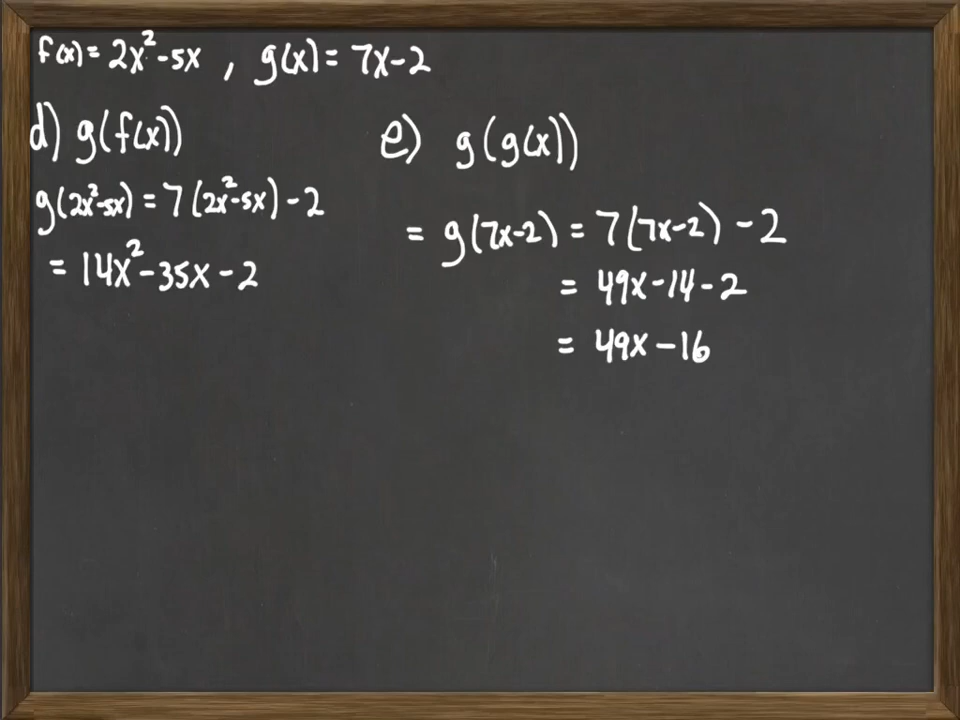 f(x) = 2x² - 5x , g(x) = 7x - 2
d) g(f(x))
g(2x²-5x) = 7(2x²-5x) - 2
= 14x² - 35x - 2
e) g(g(x))
= g(7x-2) = 7(7x-2) - 2
= 49x - 14 - 2
= 49x - 16